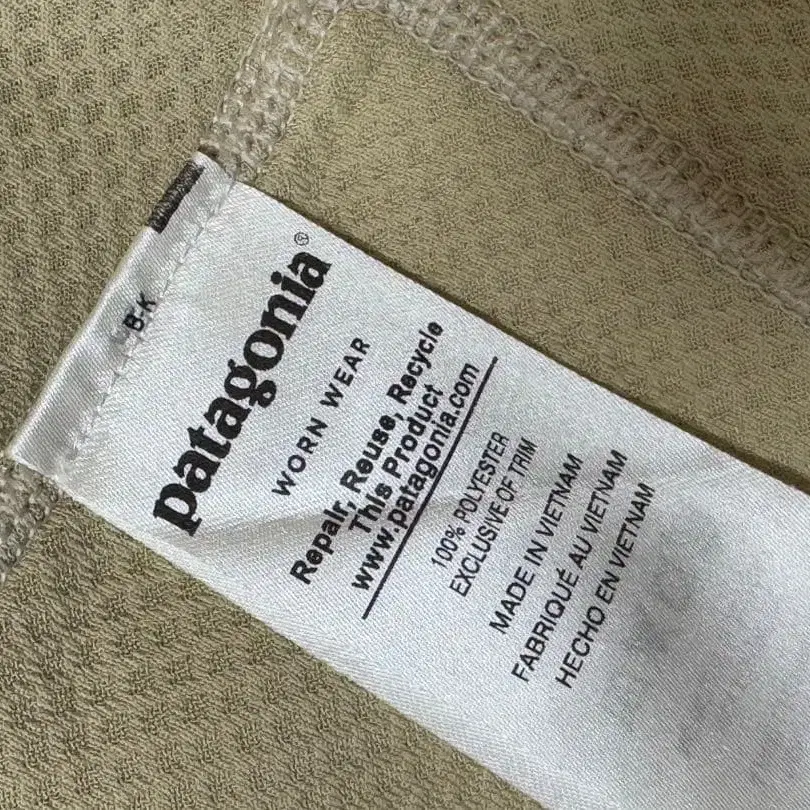 B-K
patagonia®
WORN WEAR
Repair, Reuse, Recycle
This Product
www.patagonia.com
100% POLYESTER
EXCLUSIVE OF TRIM
MADE IN VIETNAM
FABRIQUÉ AU VIETNAM
HECHO EN VIETNAM